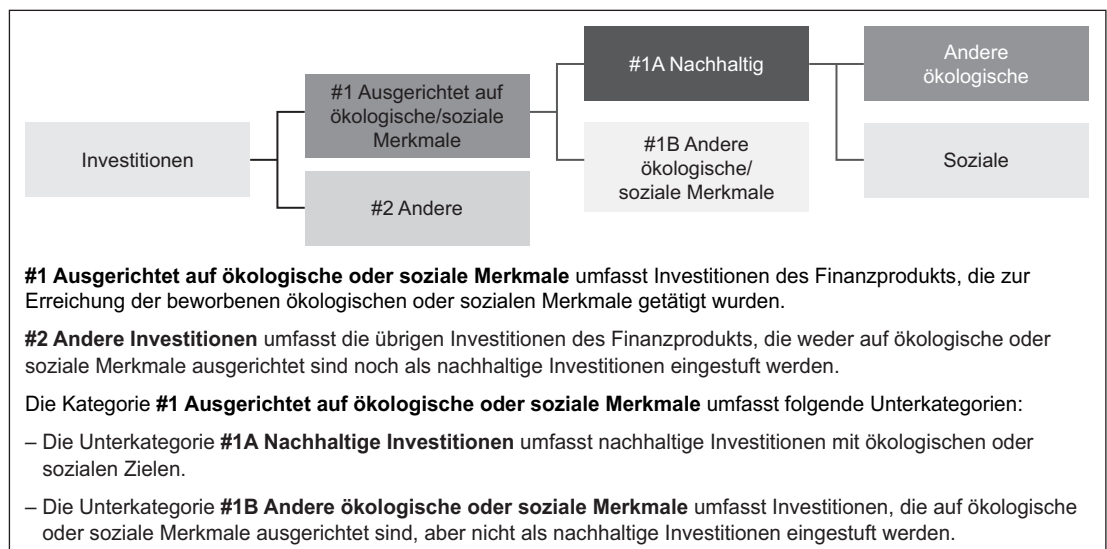 Investitionen
#1 Ausgerichtet auf
ökologische/soziale
Merkmale
#2 Andere
#1A Nachhaltig
#1B Andere
ökologische/
soziale Merkmale
Andere
ökologische
Soziale
#1 Ausgerichtet auf ökologische oder soziale Merkmale umfasst Investitionen des Finanzprodukts, die zur
Erreichung der beworbenen ökologischen oder sozialen Merkmale getätigt wurden.
#2 Andere Investitionen umfasst die übrigen Investitionen des Finanzprodukts, die weder auf ökologische oder
soziale Merkmale ausgerichtet sind noch als nachhaltige Investitionen eingestuft werden.
Die Kategorie #1 Ausgerichtet auf ökologische oder soziale Merkmale umfasst folgende Unterkategorien:
– Die Unterkategorie #1A Nachhaltige Investitionen umfasst nachhaltige Investitionen mit ökologischen oder
sozialen Zielen.
– Die Unterkategorie #1B Andere ökologische oder soziale Merkmale umfasst Investitionen, die auf ökologische
oder soziale Merkmale ausgerichtet sind, aber nicht als nachhaltige Investitionen eingestuft werden.